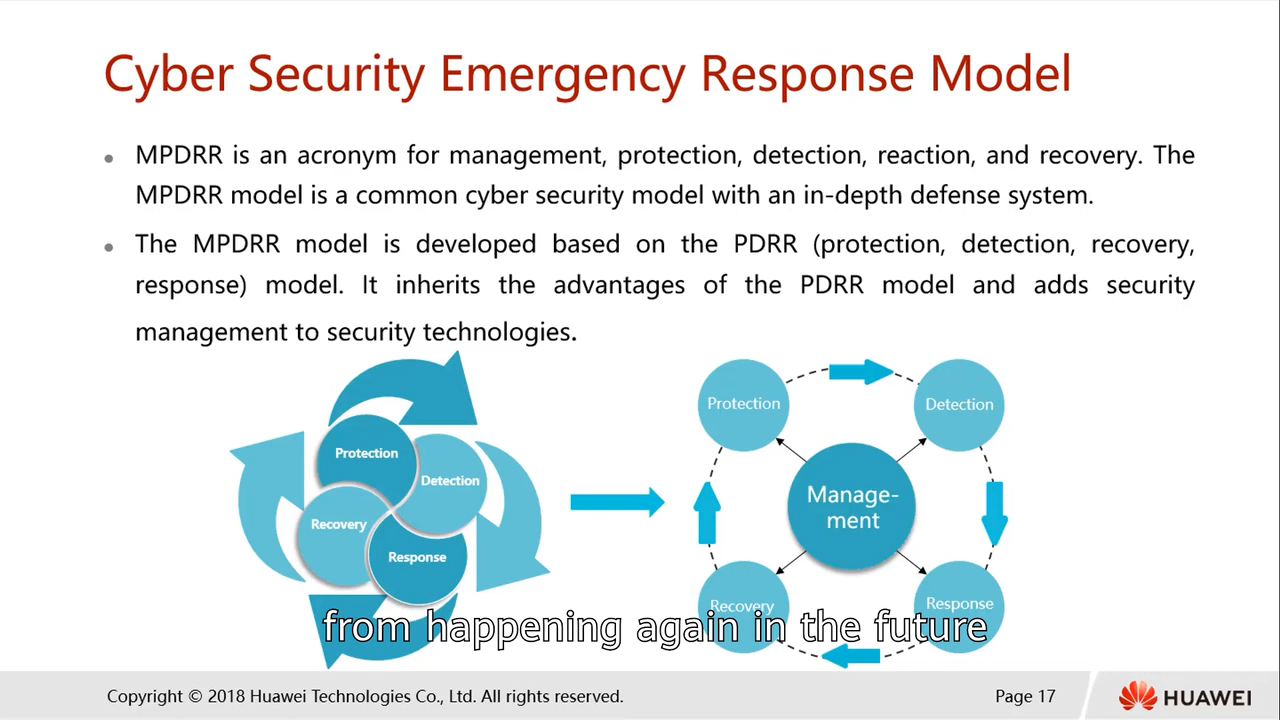 Cyber Security Emergency Response Model
• MPDRR is an acronym for management, protection, detection, reaction, and recovery. The
MPDRR model is a common cyber security model with an in-depth defense system.
• The MPDRR model is developed based on the PDRR (protection, detection, recovery,
response) model. It inherits the advantages of the PDRR model and adds security
management to security technologies.
Protection
Detection
Recovery
Response
Protection
Detection
Manage-
ment
Recovery
Response
from happening again in the future
Copyright © 2018 Huawei Technologies Co., Ltd. All rights reserved.
Page 17
HUAWEI